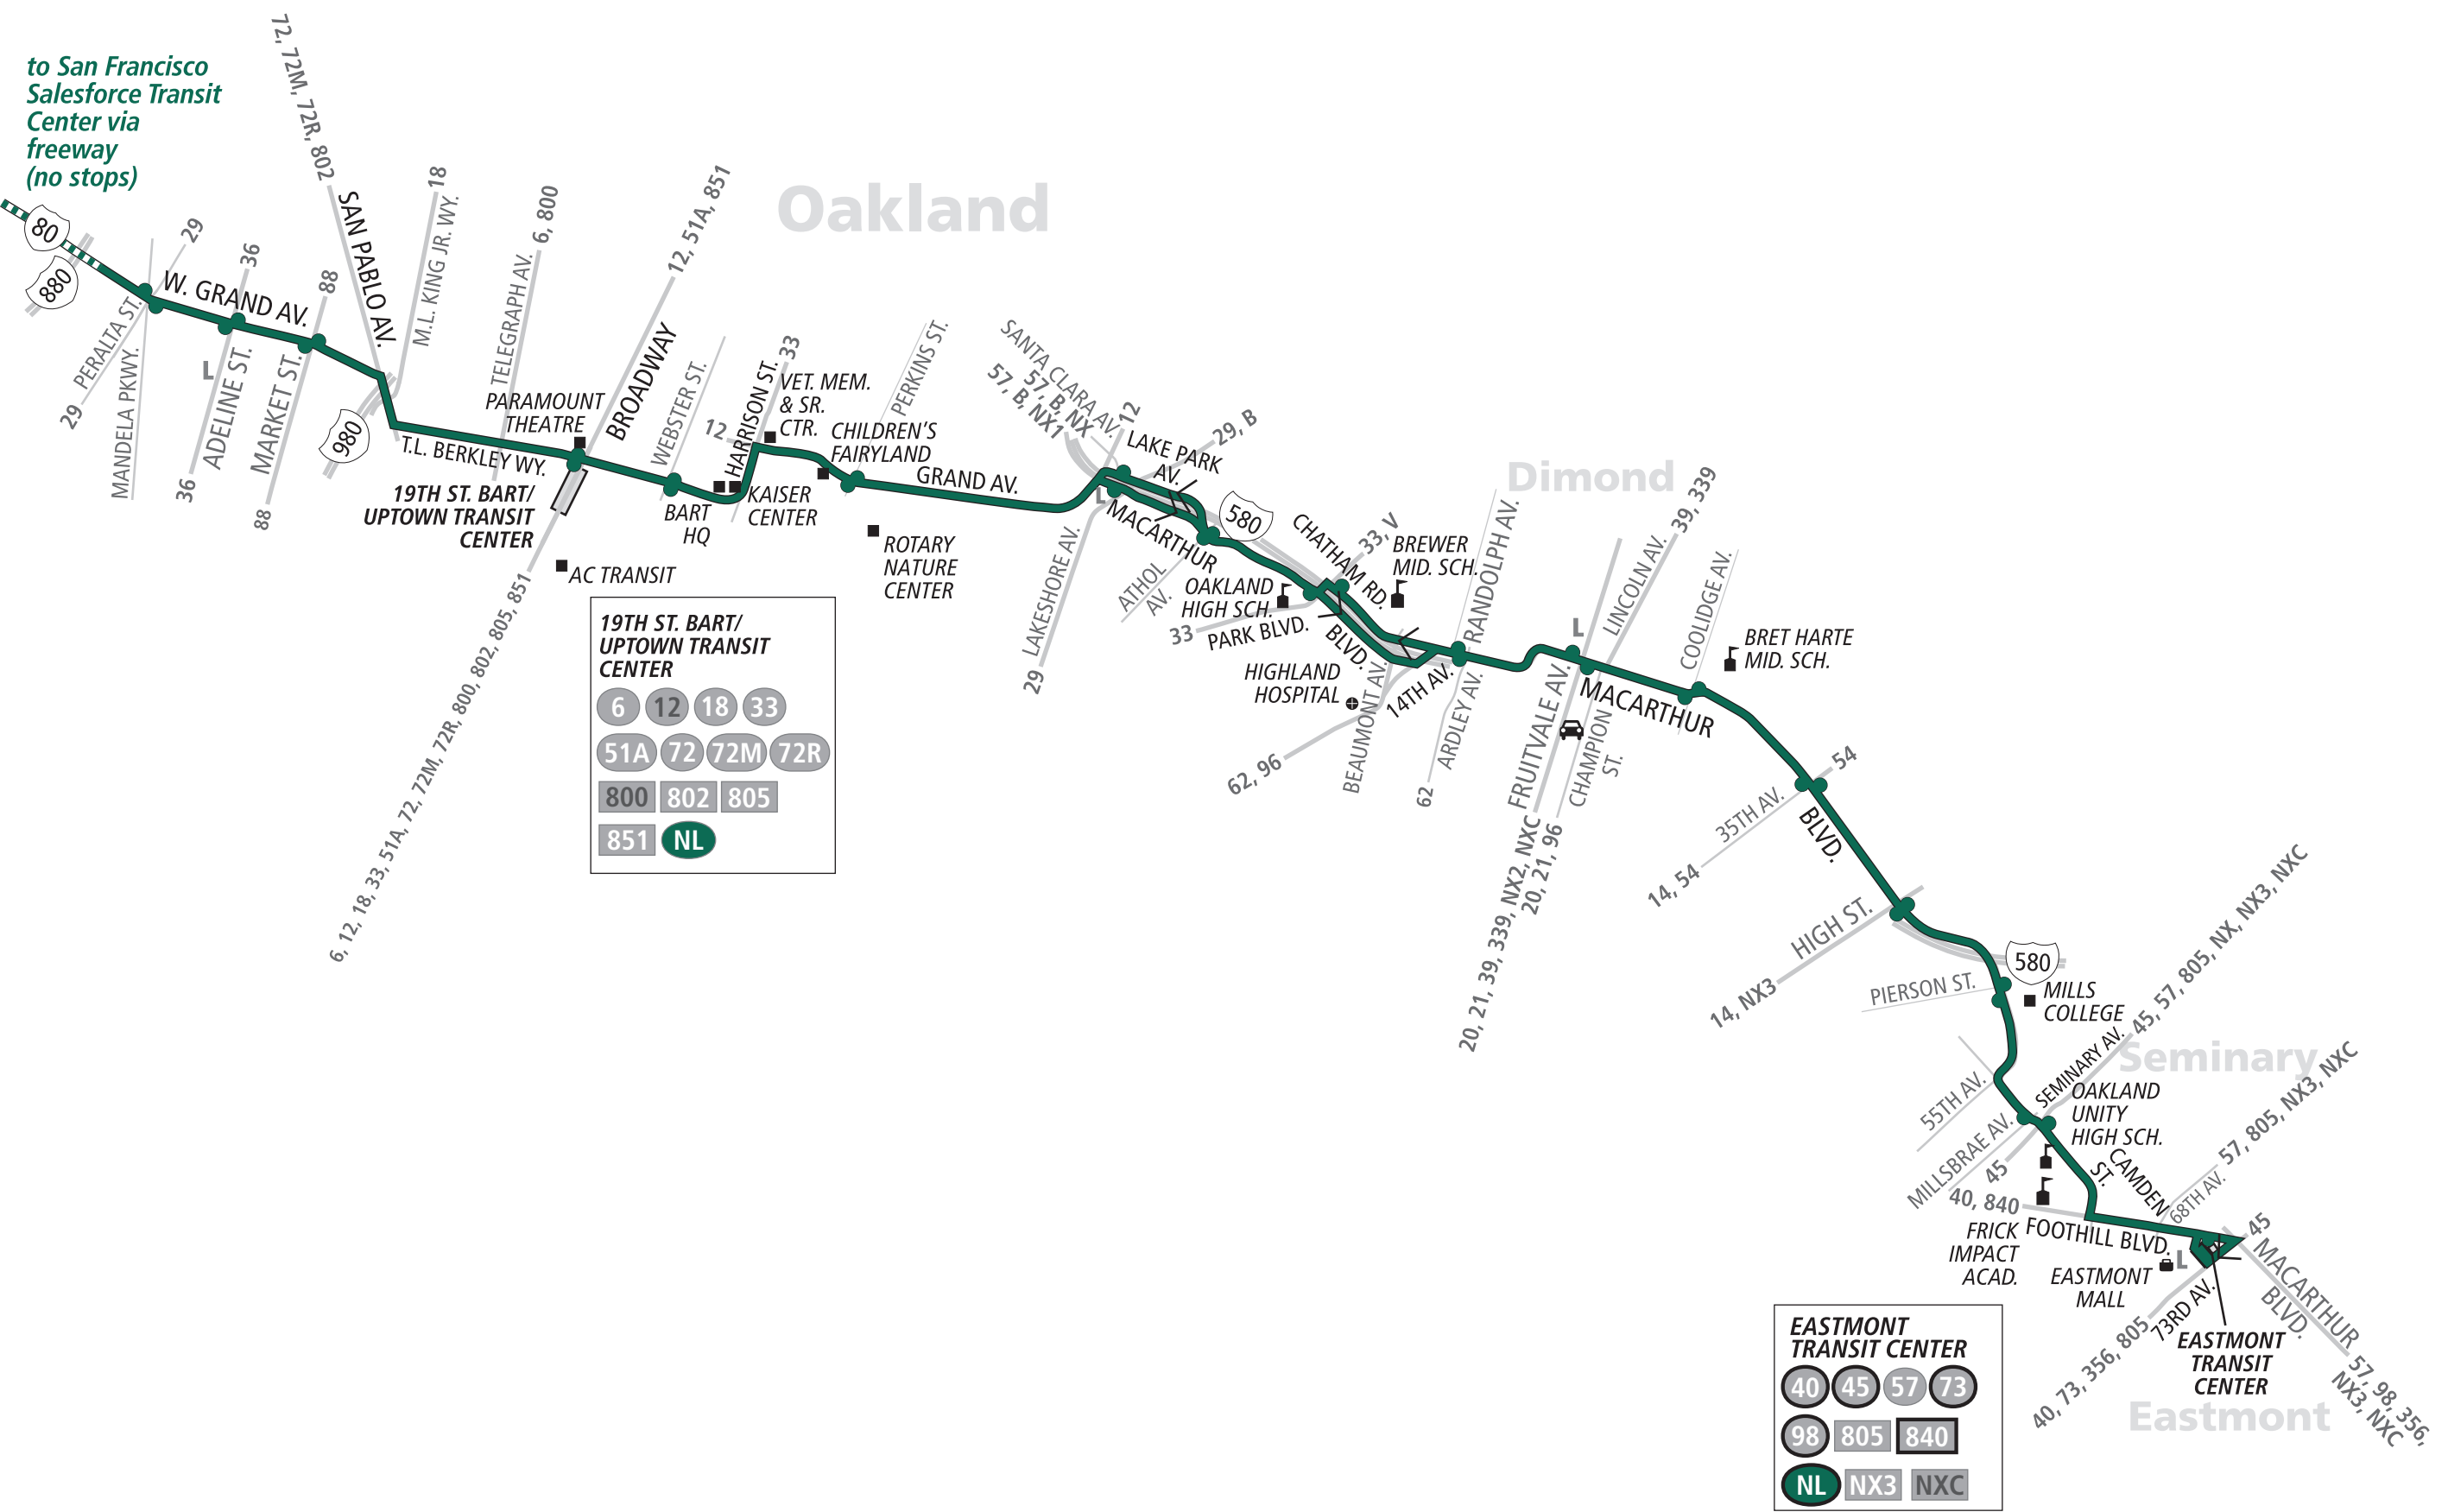 to San Francisco
Salesforce Transit
Center via
freeway
(no stops)
80
880
72, 72M, 72R, 802
SAN PABLO AV.
18
M.L. KING JR. WY.
6, 800
TELEGRAPH AV.
12, 51A, 851
BROADWAY
Oakland
29
PERALTA ST.
29
MANDELA PKWY.
W. GRAND AV.
36
ADELINE ST.
36
L
88
MARKET ST.
88
980
T.L. BERKLEY WY.
PARAMOUNT
THEATRE
19TH ST. BART/
UPTOWN TRANSIT
CENTER
AC TRANSIT
6, 12, 18, 33, 51A, 72, 72M, 72R, 800, 802, 805, 851
WEBSTER ST.
12
HARRISON ST.
33
BART
HQ
KAISER
CENTER
VET. MEM.
& SR.
CTR.
CHILDREN'S
FAIRYLAND
PERKINS ST.
GRAND AV.
ROTARY
NATURE
CENTER
19TH ST. BART/
UPTOWN TRANSIT
CENTER
6
12
18
33
51A
72
72M
72R
800
802
805
851
NL
SANTA CLARA AV.
57, B, NX
57, B, NX1
12
LAKE PARK
AV.
29, B
L
MACARTHUR
LAKESHORE AV.
29
ATHOL
AV.
580
CHATHAM RD.
33, V
BREWER
MID. SCH.
OAKLAND
HIGH SCH.
33
PARK BLVD.
BLVD.
HIGHLAND
HOSPITAL
62, 96
BEAUMONT AV.
14TH AV.
RANDOLPH AV.
ARDLEY AV.
62
Dimond
L
39, 339
LINCOLN AV.
FRUITVALE AV.
20, 21, 39, 339, NX2, NXC
CHAMPION
ST.
20, 21, 96
MACARTHUR
COOLIDGE AV.
BRET HARTE
MID. SCH.
54
35TH AV.
14, 54
BLVD.
HIGH ST.
14, NX3
580
PIERSON ST.
MILLS
COLLEGE
45, 57, 805, NX, NX3, NXC
SEMINARY AV.
Seminary
55TH AV.
MILLSBRAE AV.
45
OAKLAND
UNITY
HIGH SCH.
CAMDEN
ST.
40, 840
FRICK
IMPACT
ACAD.
FOOTHILL BLVD.
57, 805, NX3, NXC
68TH AV.
45
MACARTHUR
BLVD.
57, 98, 356,
NX3, NXC
EASTMONT
MALL
L
73RD AV.
40, 73, 356, 805
EASTMONT
TRANSIT
CENTER
Eastmont
EASTMONT
TRANSIT CENTER
40
45
57
73
98
805
840
NL
NX3
NXC